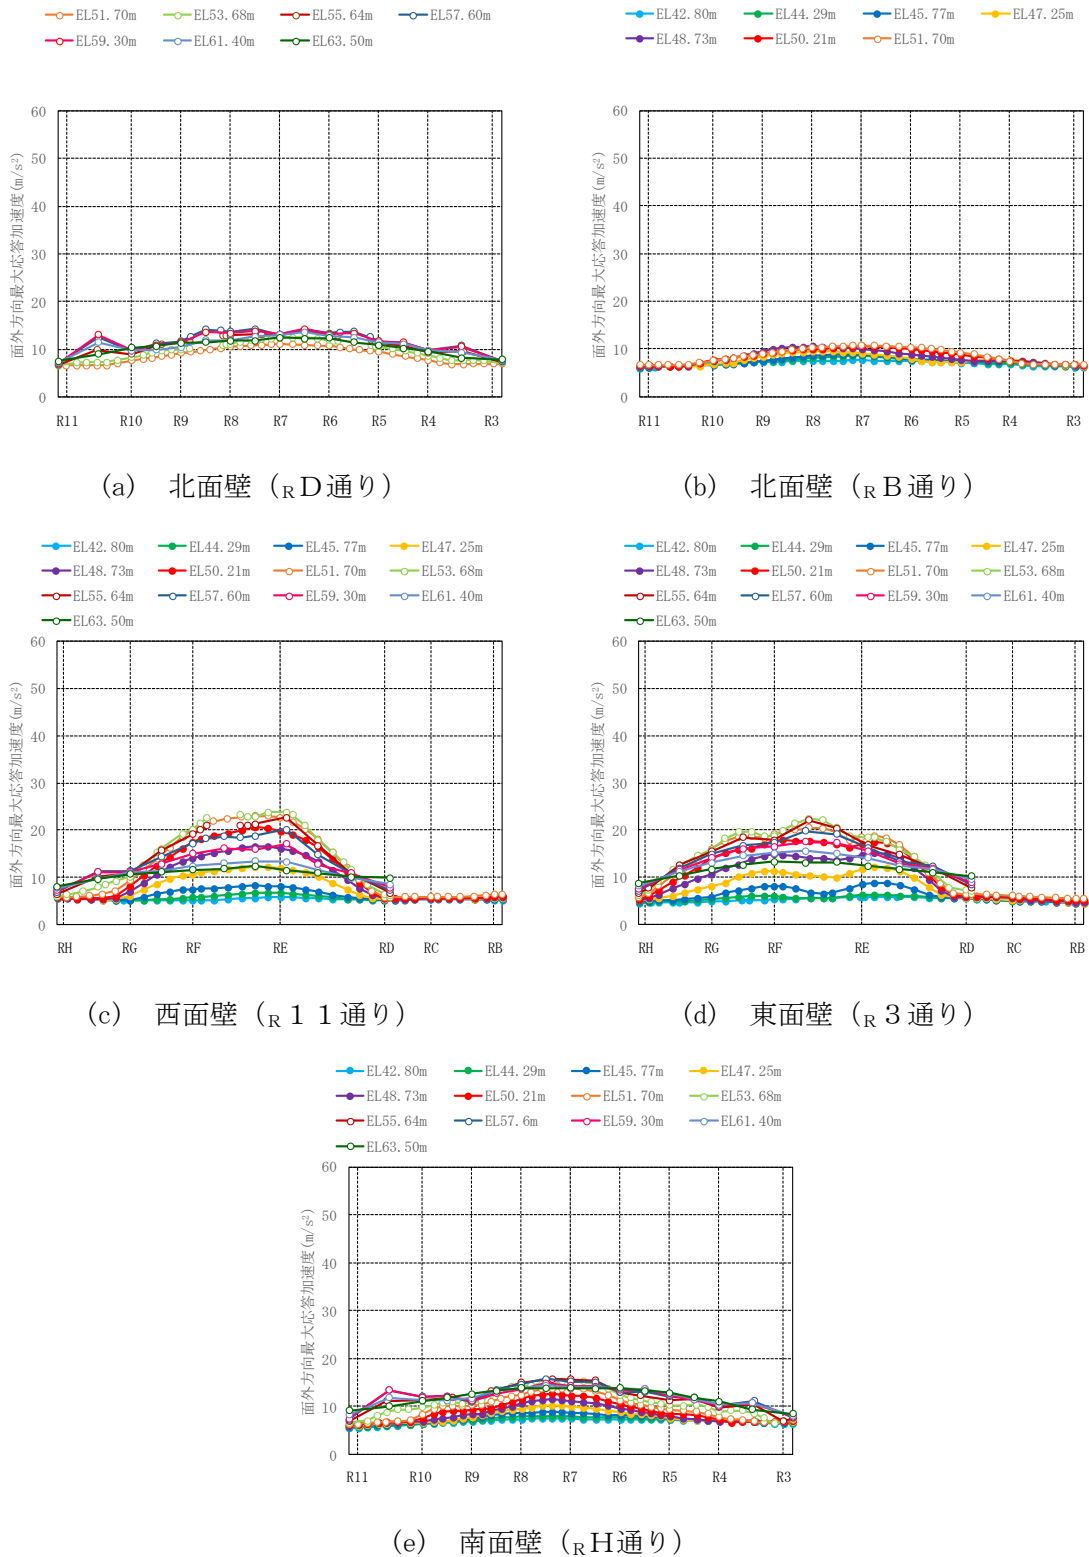 EL51.70m EL53.68m EL55.64m EL57.60m
EL59.30m EL61.40m EL63.50m
面外方向最大応答加速度(m/s²)
60
50
40
30
20
10
0
R11 R10 R9 R8 R7 R6 R5 R4 R3
(a) 北面壁（RD通り）
EL42.80m EL44.29m EL45.77m EL47.25m
EL48.73m EL50.21m EL51.70m
面外方向最大応答加速度(m/s²)
60
50
40
30
20
10
0
R11 R10 R9 R8 R7 R6 R5 R4 R3
(b) 北面壁（RB通り）
EL42.80m EL44.29m EL45.77m EL47.25m
EL48.73m EL50.21m EL51.70m EL53.68m
EL55.64m EL57.60m EL59.30m EL61.40m
EL63.50m
面外方向最大応答加速度(m/s²)
60
50
40
30
20
10
0
RH RG RF RE RD RC RB
(c) 西面壁（R１１通り）
EL42.80m EL44.29m EL45.77m EL47.25m
EL48.73m EL50.21m EL51.70m EL53.68m
EL55.64m EL57.60m EL59.30m EL61.40m
EL63.50m
面外方向最大応答加速度(m/s²)
60
50
40
30
20
10
0
RH RG RF RE RD RC RB
(d) 東面壁（R３通り）
EL42.80m EL44.29m EL45.77m EL47.25m
EL48.73m EL50.21m EL51.70m EL53.68m
EL55.64m EL57.6m EL59.30m EL61.40m
EL63.50m
面外方向最大応答加速度(m/s²)
60
50
40
30
20
10
0
R11 R10 R9 R8 R7 R6 R5 R4 R3
(e) 南面壁（RH通り）